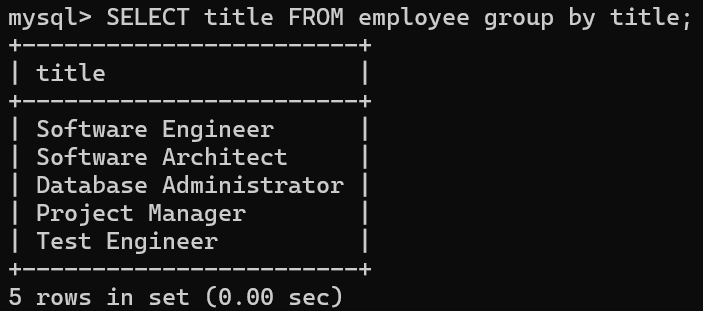 mysql> SELECT title FROM employee group by title;
+------------------------+
| title                  |
+------------------------+
| Software Engineer      |
| Software Architect     |
| Database Administrator |
| Project Manager        |
| Test Engineer          |
+------------------------+
5 rows in set (0.00 sec)